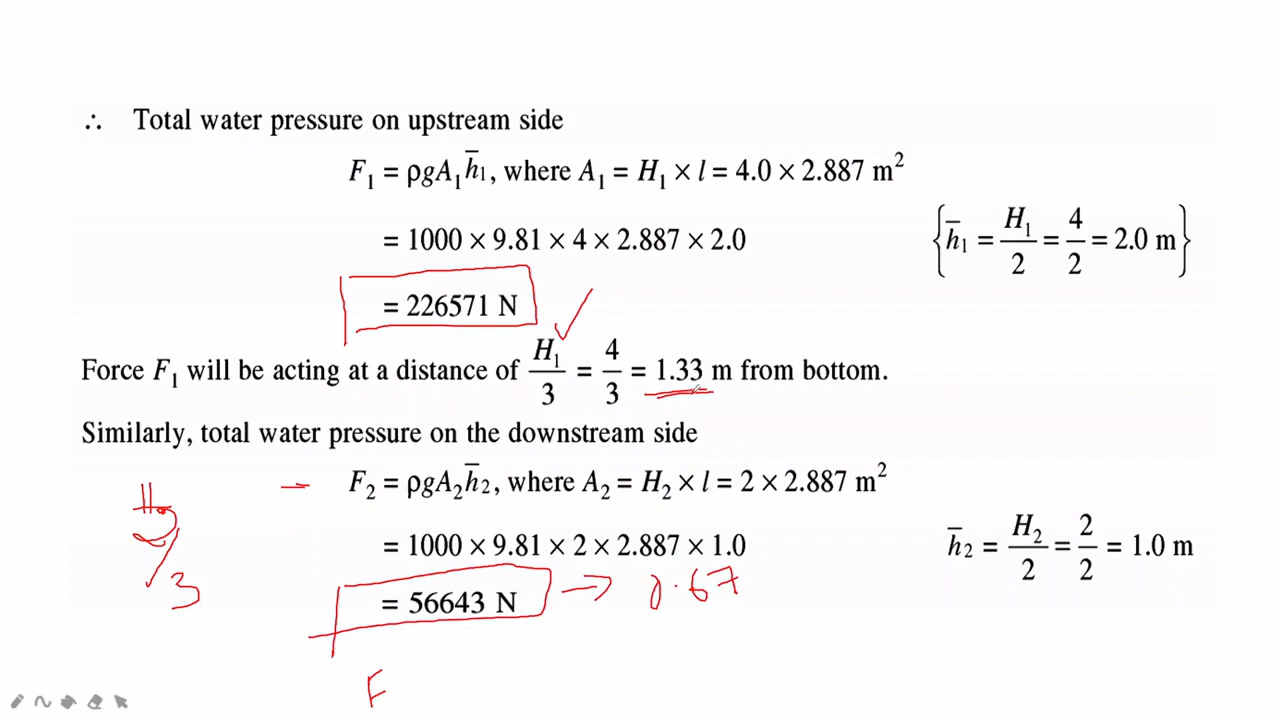 ∴ Total water pressure on upstream side
F₁ = ρgA₁h̄₁, where A₁ = H₁ × l = 4.0 × 2.887 m²
= 1000 × 9.81 × 4 × 2.887 × 2.0
{h̄₁ = H₁/2 = 4/2 = 2.0 m}
= 226571 N
Force F₁ will be acting at a distance of H₁/3 = 4/3 = 1.33 m from bottom.
Similarly, total water pressure on the downstream side
F₂ = ρgA₂h̄₂, where A₂ = H₂ × l = 2 × 2.887 m²
H₂/3
= 1000 × 9.81 × 2 × 2.887 × 1.0
h̄₂ = H₂/2 = 2/2 = 1.0 m
= 56643 N → 0.67
F